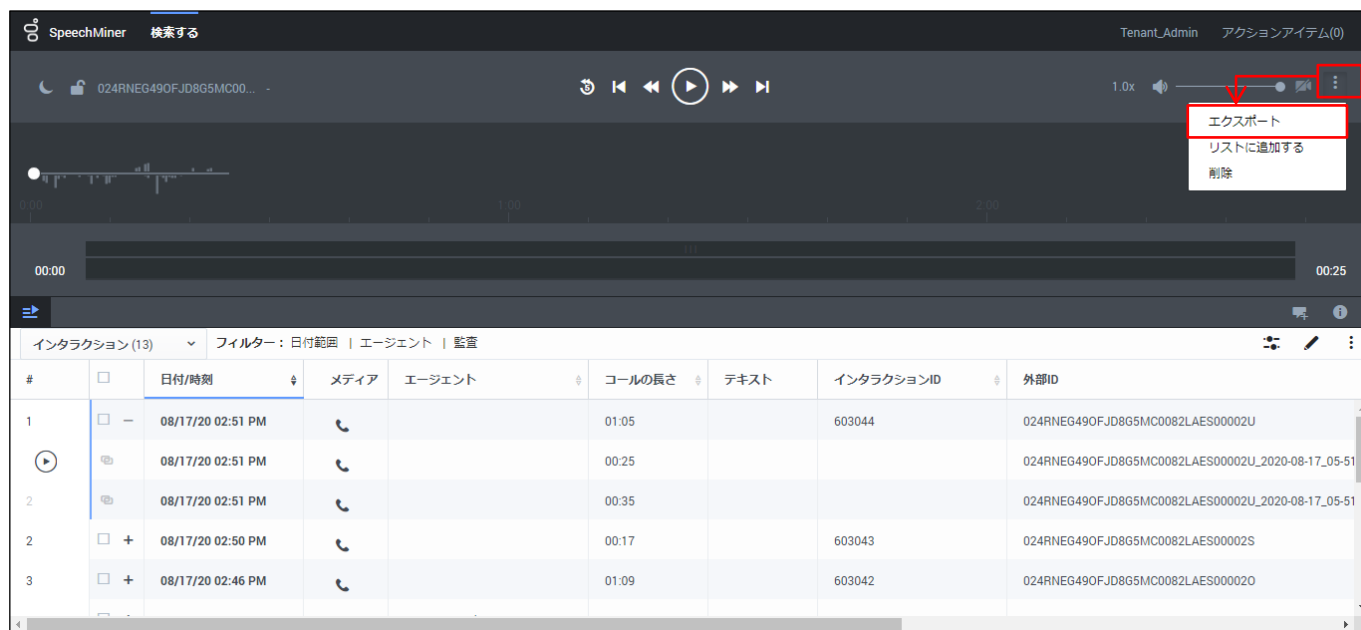 SpeechMiner 検索する Tenant_Admin アクションアイテム(0)
024RNEG49OFJD8G5MC00... - 5 1.0x
エクスポート
リストに追加する
削除
0:00 1:00 2:00
00:00 00:25
インタラクション (13) フィルター : 日付範囲 | エージェント | 監査
# 日付/時刻 メディア エージェント コールの長さ テキスト インタラクションID 外部ID
1 08/17/20 02:51 PM 01:05 603044 024RNEG49OFJD8G5MC0082LAES00002U
08/17/20 02:51 PM 00:25 024RNEG49OFJD8G5MC0082LAES00002U_2020-08-17_05-51
2 08/17/20 02:51 PM 00:35 024RNEG49OFJD8G5MC0082LAES00002U_2020-08-17_05-51
2 08/17/20 02:50 PM 00:17 603043 024RNEG49OFJD8G5MC0082LAES00002S
3 08/17/20 02:46 PM 01:09 603042 024RNEG49OFJD8G5MC0082LAES00002O